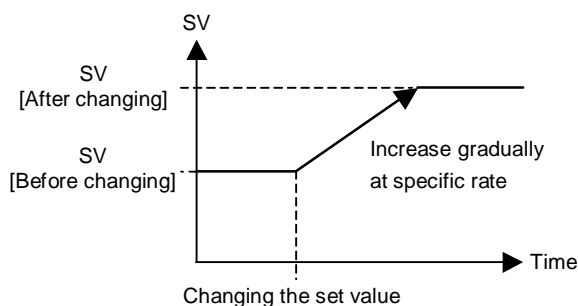 SV
SV
[After changing]
SV
[Before changing]
Increase gradually
at specific rate
Time
Changing the set value